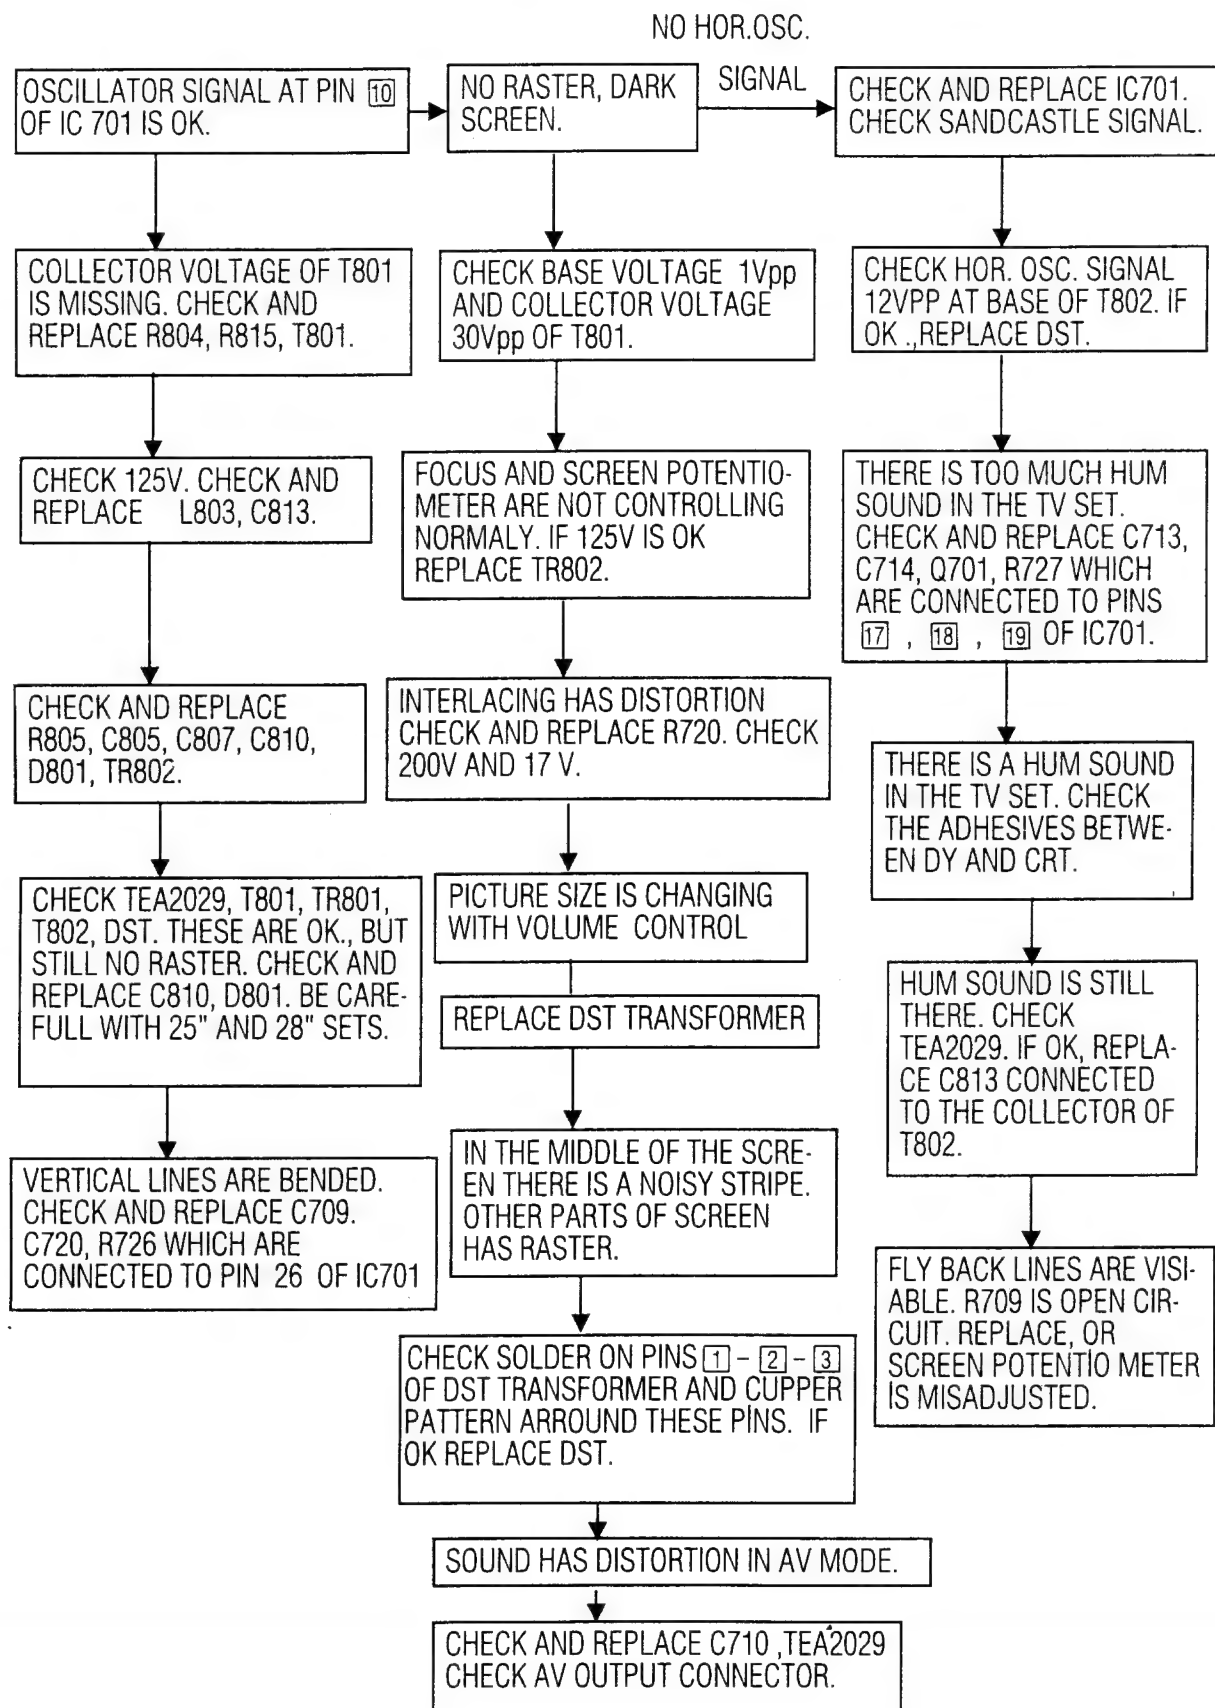 NO HOR.OSC.
SIGNAL
OSCILLATOR SIGNAL AT PIN 10
OF IC 701 IS OK.
NO RASTER, DARK
SCREEN.
CHECK AND REPLACE IC701.
CHECK SANDCASTLE SIGNAL.
COLLECTOR VOLTAGE OF T801
IS MISSING. CHECK AND
REPLACE R804, R815, T801.
CHECK 125V. CHECK AND
REPLACE L803, C813.
CHECK AND REPLACE
R805, C805, C807, C810,
D801, TR802.
CHECK TEA2029, T801, TR801,
T802, DST. THESE ARE OK., BUT
STILL NO RASTER. CHECK AND
REPLACE C810, D801. BE CARE-
FULL WITH 25" AND 28" SETS.
VERTICAL LINES ARE BENDED.
CHECK AND REPLACE C709.
C720, R726 WHICH ARE
CONNECTED TO PIN 26 OF IC701
CHECK BASE VOLTAGE 1Vpp
AND COLLECTOR VOLTAGE
30Vpp OF T801.
FOCUS AND SCREEN POTENTIO-
METER ARE NOT CONTROLLING
NORMALY. IF 125V IS OK
REPLACE TR802.
INTERLACING HAS DISTORTION
CHECK AND REPLACE R720. CHECK
200V AND 17 V.
PICTURE SIZE IS CHANGING
WITH VOLUME CONTROL
REPLACE DST TRANSFORMER
IN THE MIDDLE OF THE SCRE-
EN THERE IS A NOISY STRIPE.
OTHER PARTS OF SCREEN
HAS RASTER.
CHECK SOLDER ON PINS 1 - 2 - 3
OF DST TRANSFORMER AND CUPPER
PATTERN ARROUND THESE PINS. IF
OK REPLACE DST.
SOUND HAS DISTORTION IN AV MODE.
CHECK AND REPLACE C710 ,TEA2029
CHECK AV OUTPUT CONNECTOR.
CHECK HOR. OSC. SIGNAL
12VPP AT BASE OF T802. IF
OK .,REPLACE DST.
THERE IS TOO MUCH HUM
SOUND IN THE TV SET.
CHECK AND REPLACE C713,
C714, Q701, R727 WHICH
ARE CONNECTED TO PINS
17 , 18 , 19 OF IC701.
THERE IS A HUM SOUND
IN THE TV SET. CHECK
THE ADHESIVES BETWE-
EN DY AND CRT.
HUM SOUND IS STILL
THERE. CHECK
TEA2029. IF OK, REPLA-
CE C813 CONNECTED
TO THE COLLECTOR OF
T802.
FLY BACK LINES ARE VISI-
ABLE. R709 IS OPEN CIR-
CUIT. REPLACE, OR
SCREEN POTENTIO METER
IS MISADJUSTED.